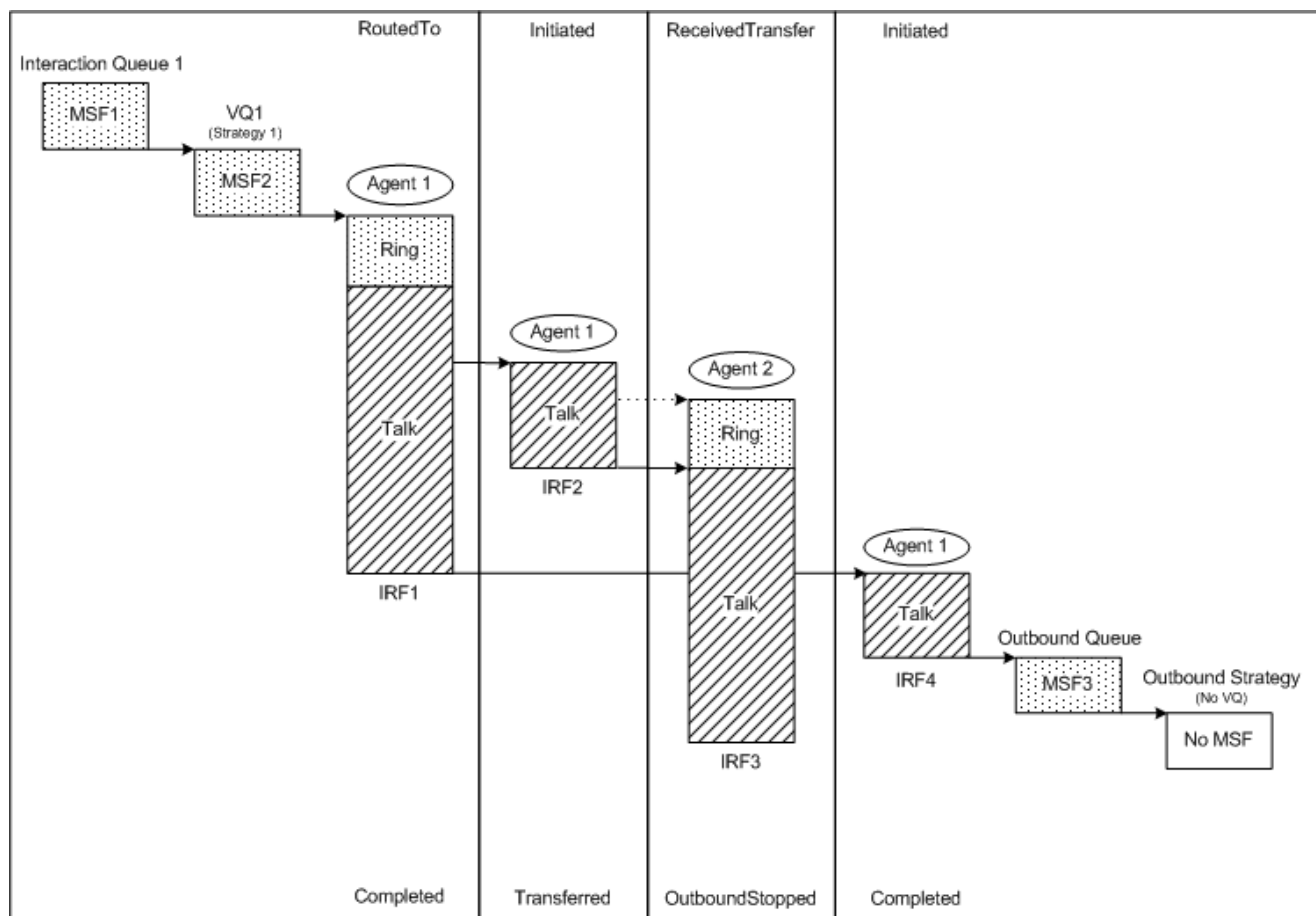 RoutedTo
Initiated
ReceivedTransfer
Initiated
Interaction Queue 1
MSF1
VQ1
(Strategy 1)
MSF2
Agent 1
Ring
Talk
IRF1
Agent 1
Talk
IRF2
Agent 2
Ring
Talk
IRF3
Agent 1
Talk
IRF4
Outbound Queue
MSF3
Outbound Strategy
(No VQ)
No MSF
Completed
Transferred
OutboundStopped
Completed